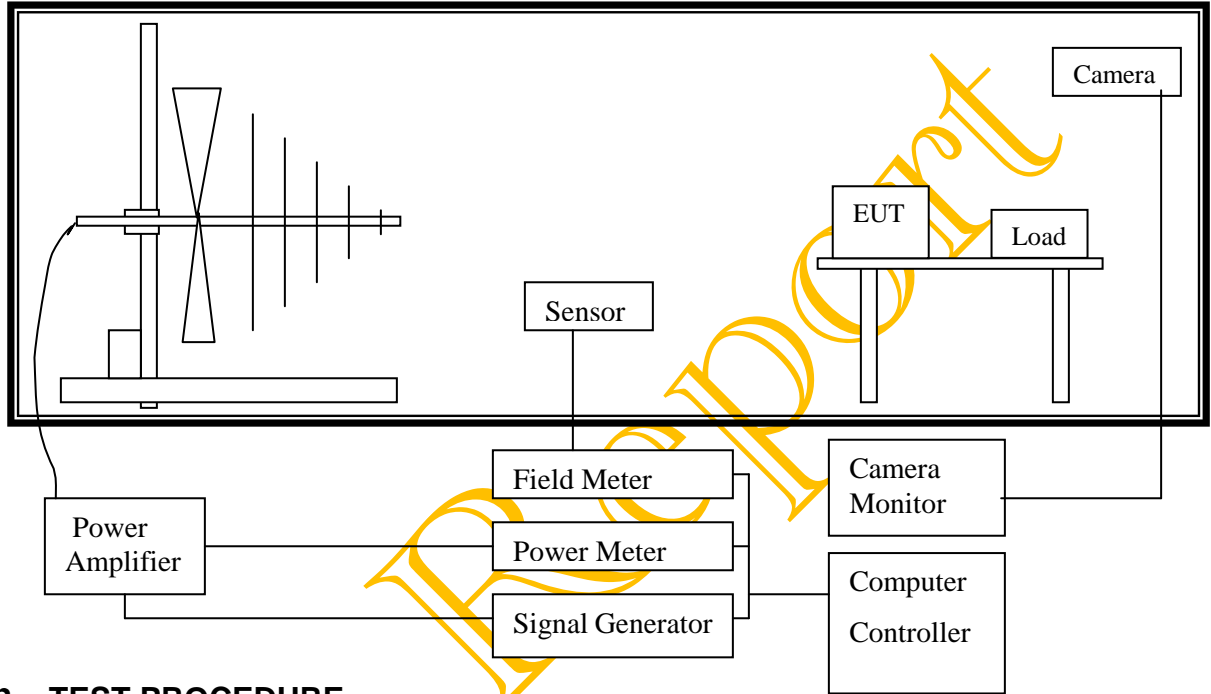 Camera
EUT
Load
Sensor
Field Meter
Camera
Monitor
Power
Amplifier
Power Meter
Computer
Controller
Signal Generator
TEST PROCEDURE
Report